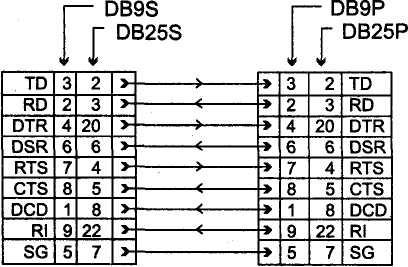 DB9S DB9P
DB25S DB25P
TD 3 2 3 2 TD
RD 2 3 2 3 RD
DTR 4 20 4 20 DTR
DSR 6 6 6 6 DSR
RTS 7 4 7 4 RTS
CTS 8 5 8 5 CTS
DCD 1 8 1 8 DCD
RI 9 22 9 22 RI
SG 5 7 5 7 SG